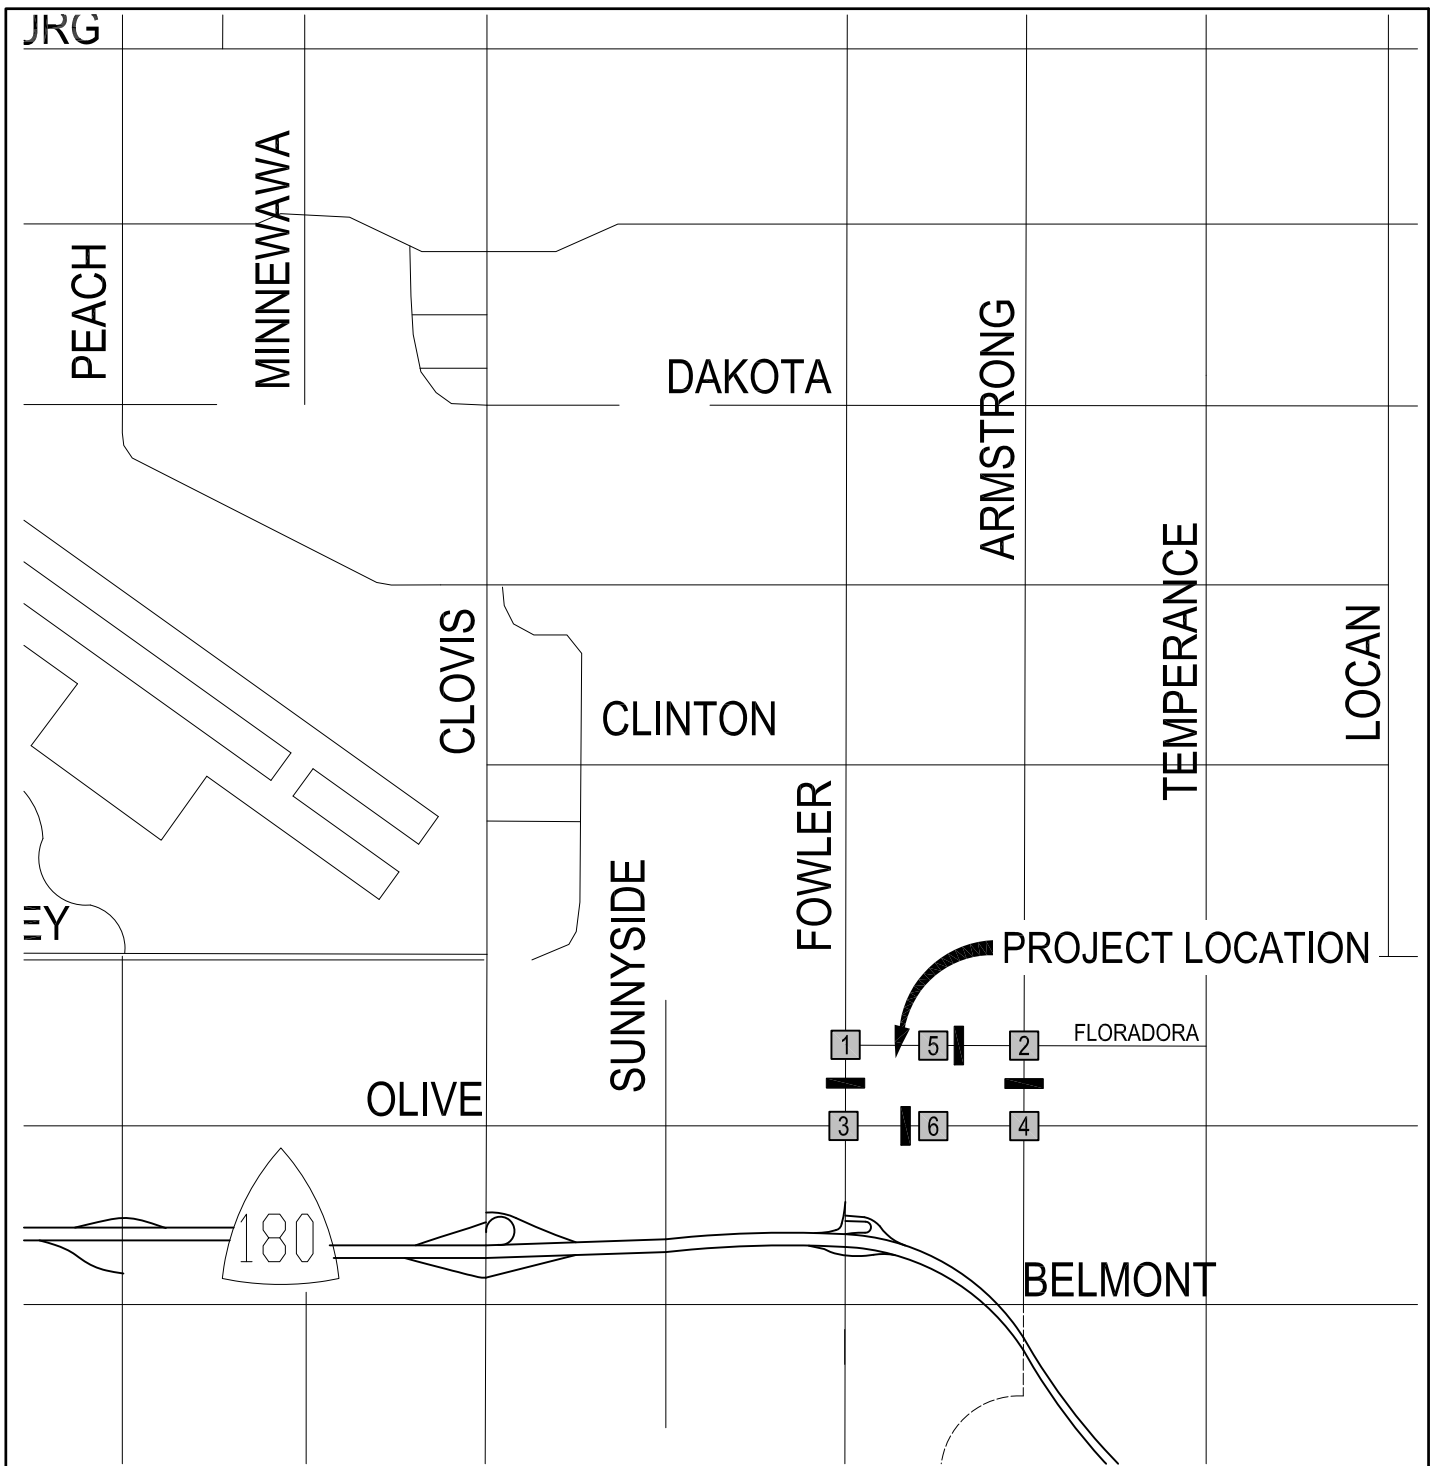 JRG
MINNEWAWA
PEACH
ARMSTRONG
DAKOTA
TEMPERANCE
CLOVIS
LOCAN
CLINTON
FOWLER
SUNNYSIDE
EY
PROJECT LOCATION
1
5
2
FLORADORA
OLIVE
3
6
4
180
BELMONT